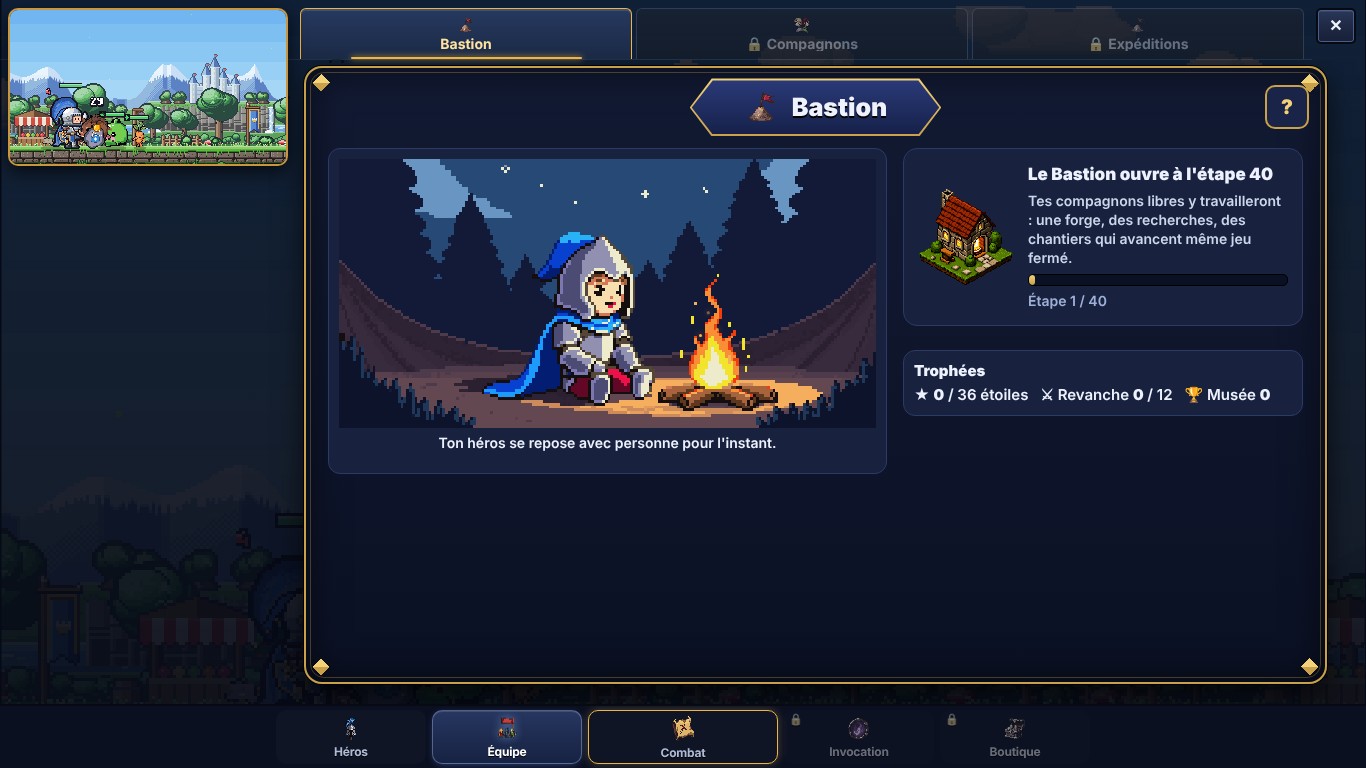 Bastion
Compagnons
Expéditions
×
29
Bastion
?
Le Bastion ouvre à l'étape 40
Tes compagnons libres y travailleront
: une forge, des recherches, des
chantiers qui avancent même jeu
fermé.
Étape 1 / 40
Trophées
★ 0 / 36 étoiles ⚔ Revanche 0 / 12 🏆 Musée 0
Ton héros se repose avec personne pour l'instant.
Héros
Équipe
Combat
Invocation
Boutique